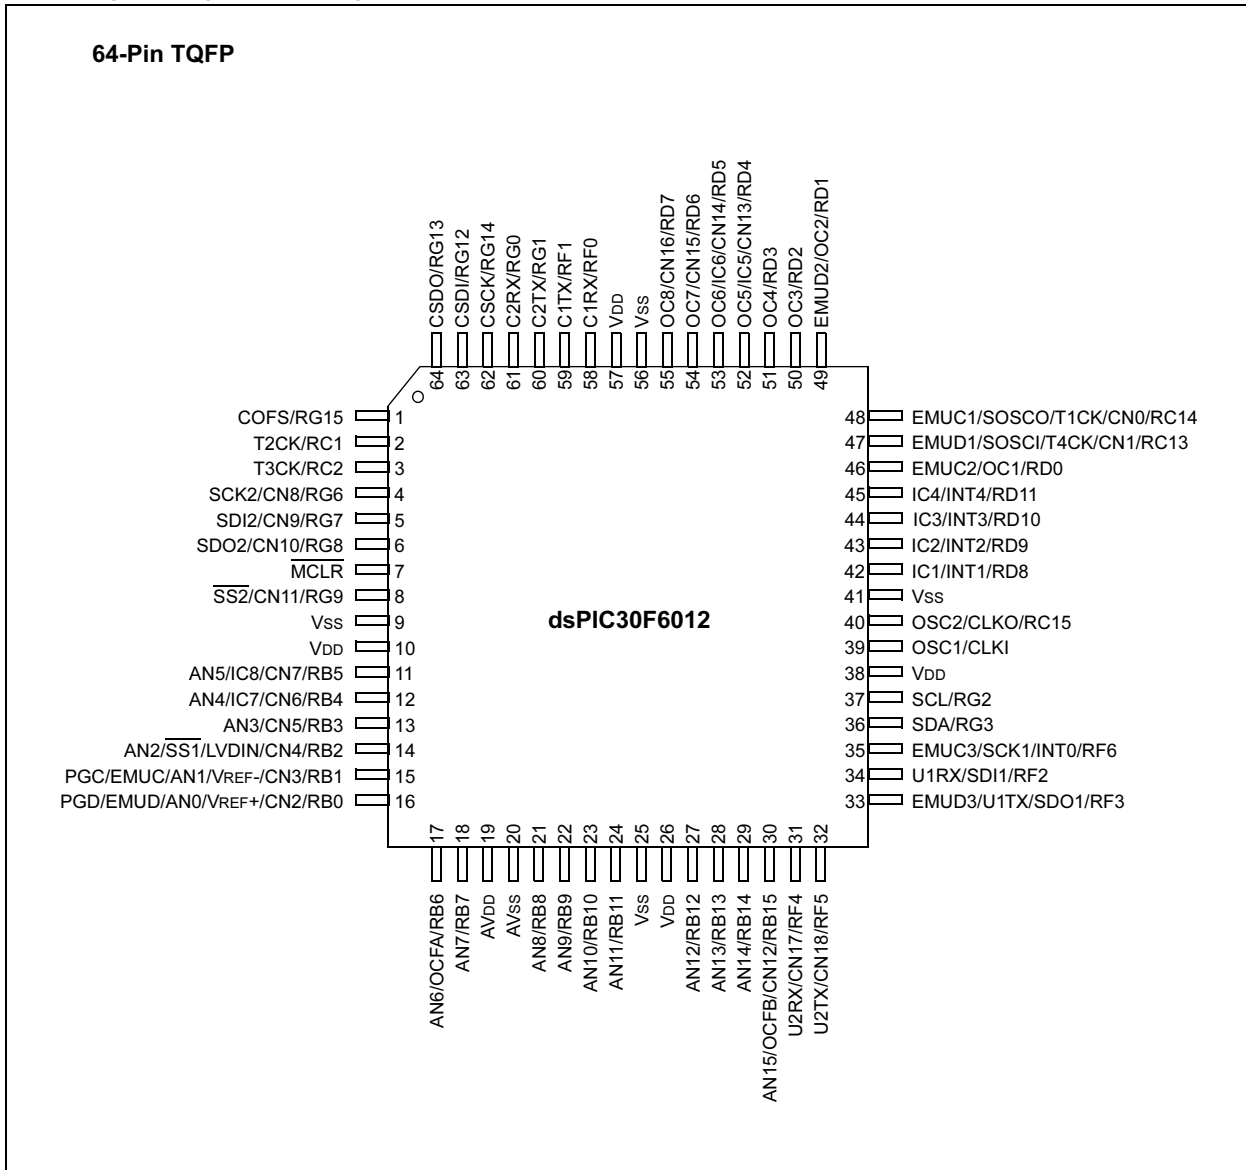 64-Pin TQFP
CSDO/RG13
CSDI/RG12
CSCK/RG14
C2RX/RG0
C2TX/RG1
C1TX/RF1
C1RX/RF0
VDD
VSS
OC8/CN16/RD7
OC7/CN15/RD6
OC6/IC6/CN14/RD5
OC5/IC5/CN13/RD4
OC4/RD3
OC3/RD2
EMUD2/OC2/RD1
64 63 62 61 60 59 58 57 56 55 54 53 52 51 50 49
COFS/RG15 1
T2CK/RC1 2
T3CK/RC2 3
SCK2/CN8/RG6 4
SDI2/CN9/RG7 5
SDO2/CN10/RG8 6
MCLR 7
SS2/CN11/RG9 8
VSS 9
VDD 10
AN5/IC8/CN7/RB5 11
AN4/IC7/CN6/RB4 12
AN3/CN5/RB3 13
AN2/SS1/LVDIN/CN4/RB2 14
PGC/EMUC/AN1/VREF-/CN3/RB1 15
PGD/EMUD/AN0/VREF+/CN2/RB0 16
dsPIC30F6012
48 EMUC1/SOSCO/T1CK/CN0/RC14
47 EMUD1/SOSCI/T4CK/CN1/RC13
46 EMUC2/OC1/RD0
45 IC4/INT4/RD11
44 IC3/INT3/RD10
43 IC2/INT2/RD9
42 IC1/INT1/RD8
41 VSS
40 OSC2/CLKO/RC15
39 OSC1/CLKI
38 VDD
37 SCL/RG2
36 SDA/RG3
35 EMUC3/SCK1/INT0/RF6
34 U1RX/SDI1/RF2
33 EMUD3/U1TX/SDO1/RF3
17 18 19 20 21 22 23 24 25 26 27 28 29 30 31 32
AN6/OCFA/RB6
AN7/RB7
AVDD
AVSS
AN8/RB8
AN9/RB9
AN10/RB10
AN11/RB11
VSS
VDD
AN12/RB12
AN13/RB13
AN14/RB14
AN15/OCFB/CN12/RB15
U2RX/CN17/RF4
U2TX/CN18/RF5